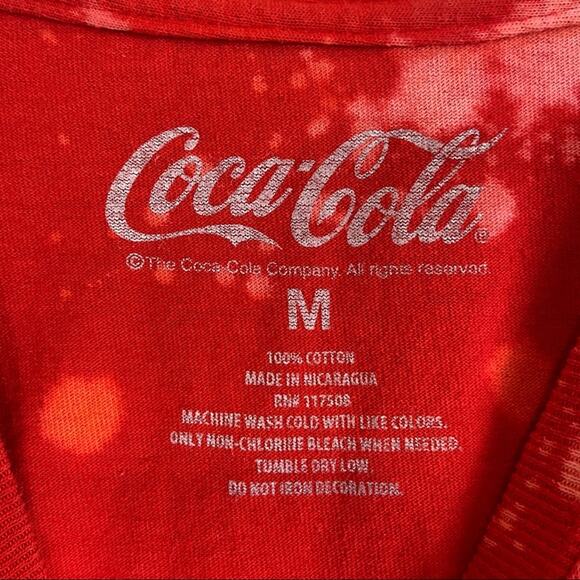 Coca-Cola®
©The Coca-Cola Company. All rights reserved.
M
100% COTTON
MADE IN NICARAGUA
RN# 117508
MACHINE WASH COLD WITH LIKE COLORS.
ONLY NON-CHLORINE BLEACH WHEN NEEDED.
TUMBLE DRY LOW.
DO NOT IRON DECORATION.